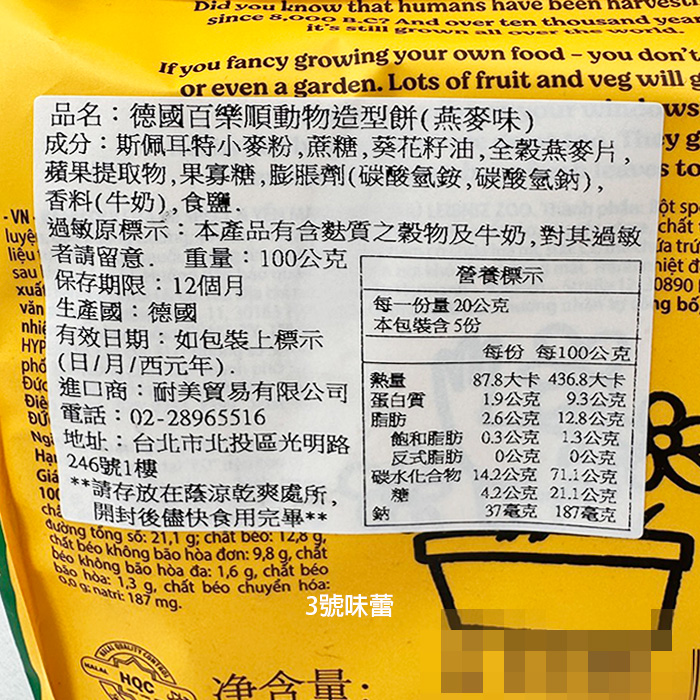 Did you know that humans have been harvesti
since 8,000 B.C? And over ten thousand year
it's still grown all over the world.
If you fancy growing your own food – you don't
or even a garden. Lots of fruit and veg will g
品名：德國百樂順動物造型餅(燕麥味)
成分：斯佩耳特小麥粉,蔗糖,葵花籽油,全穀燕麥片,
蘋果提取物,果寡糖,膨脹劑(碳酸氫銨,碳酸氫鈉),
香料(牛奶),食鹽.
過敏原標示：本產品有含麩質之穀物及牛奶,對其過敏
者請留意. 重量：100公克
保存期限：12個月
生產國：德國
有效日期：如包裝上標示
(日/月/西元年).
進口商：耐美貿易有限公司
電話：02-28965516
地址：台北市北投區光明路
246號1樓
**請存放在蔭涼乾爽處所,
開封後儘快食用完畢**
營養標示
每一份量 20公克
本包裝含 5份
每份 每100公克
熱量 87.8大卡 436.8大卡
蛋白質 1.9公克 9.3公克
脂肪 2.6公克 12.8公克
飽和脂肪 0.3公克 1.3公克
反式脂肪 0公克 0公克
碳水化合物 14.2公克 71.1公克
糖 4.2公克 21.1公克
鈉 37毫克 187毫克
đường tổng số: 21,1 g; chất béo: 12,8 g,
chất béo không bão hòa đơn: 9,8 g, chất
béo không bão hòa đa: 1,6 g, chất béo
bão hòa: 1,3 g, chất béo chuyển hóa:
0,0 g; natri: 187 mg.
3號味蕾
HALAL QUALITY CONTROL
HALAL
HQC
净含量: